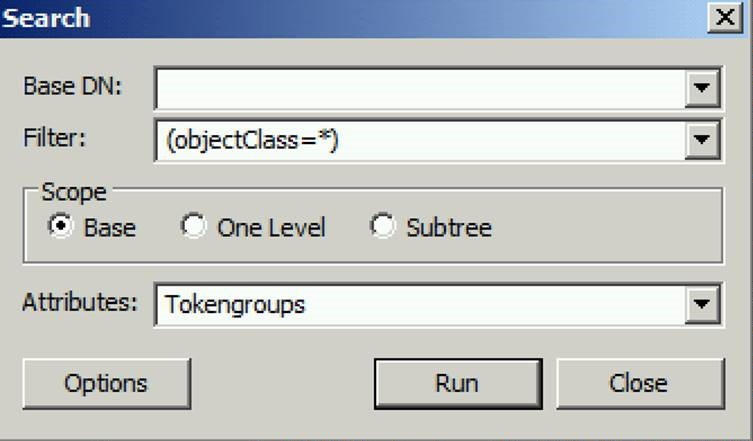 Search
Base DN:
Filter: (objectClass=*)
Scope
Base One Level Subtree
Attributes: Tokengroups
Options Run Close